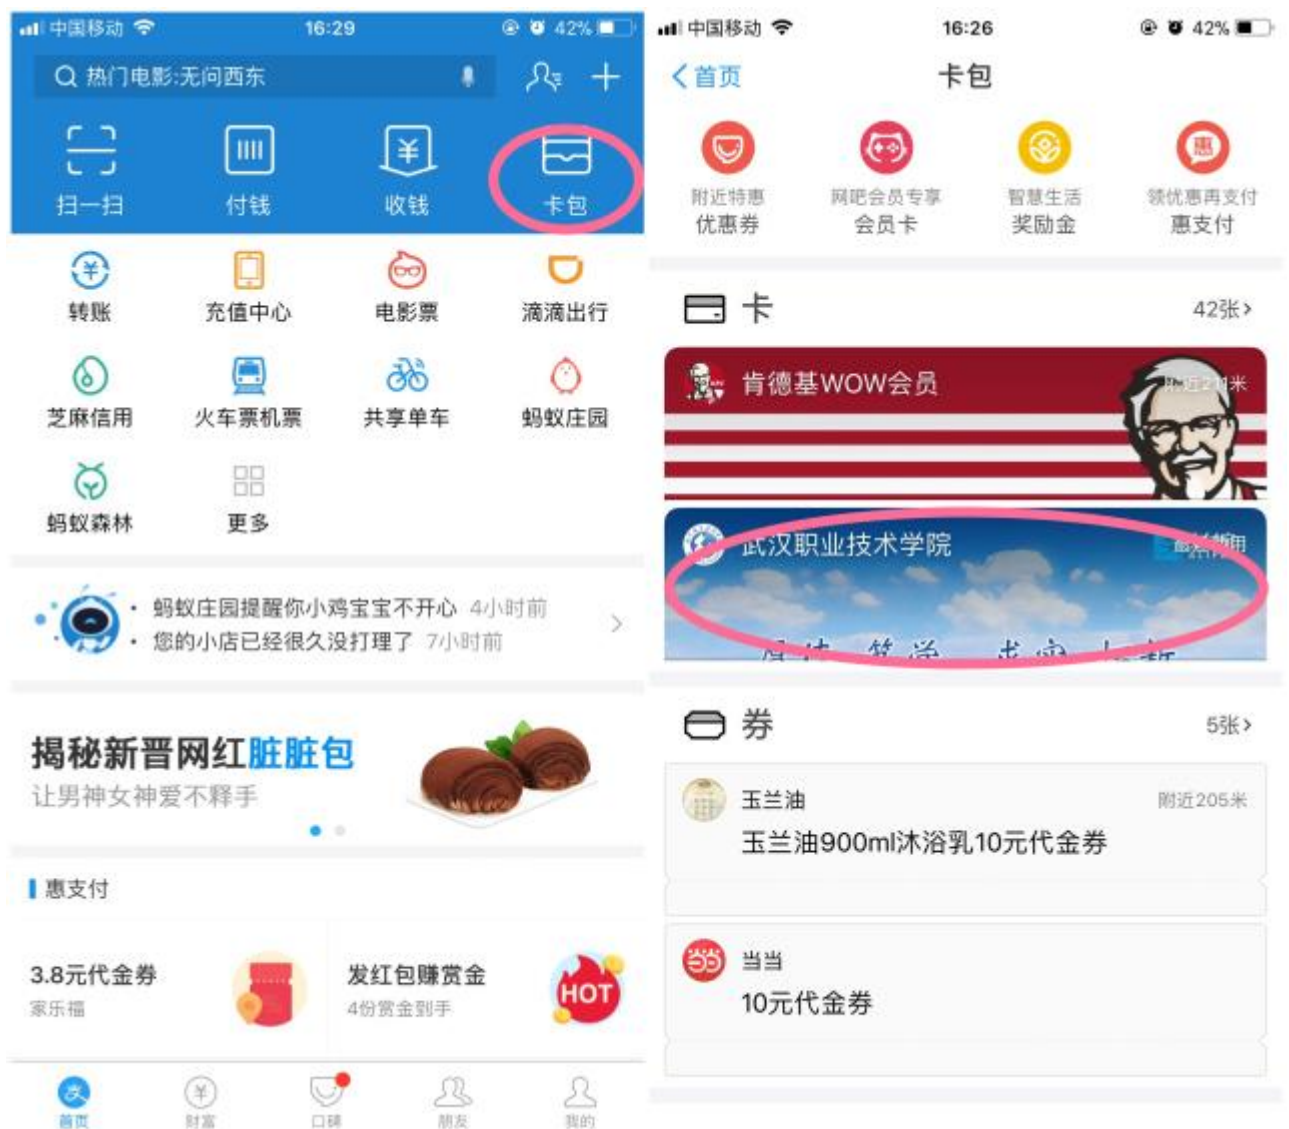 中国移动 16:29 42%
热门电影:无问西东
扫一扫 付钱 收钱 卡包
转账 充值中心 电影票 滴滴出行
芝麻信用 火车票机票 共享单车 蚂蚁庄园
蚂蚁森林 更多
· 蚂蚁庄园提醒你小鸡宝宝不开心 4小时前
· 您的小店已经很久没打理了 7小时前
揭秘新晋网红脏脏包
让男神女神爱不释手
惠支付
3.8元代金券 发红包赚赏金
家乐福 4份赏金到手
HOT
首页 财富 口碑 朋友 我的
中国移动 16:26 42%
首页 卡包
附近特惠 网吧会员专享 智慧生活 领优惠再支付
优惠券 会员卡 奖励金 惠支付
惠
卡 42张
肯德基WOW会员 附近211米
武汉职业技术学院
券 5张
玉兰油 附近205米
玉兰油900ml沐浴乳10元代金券
当当 当当
10元代金券